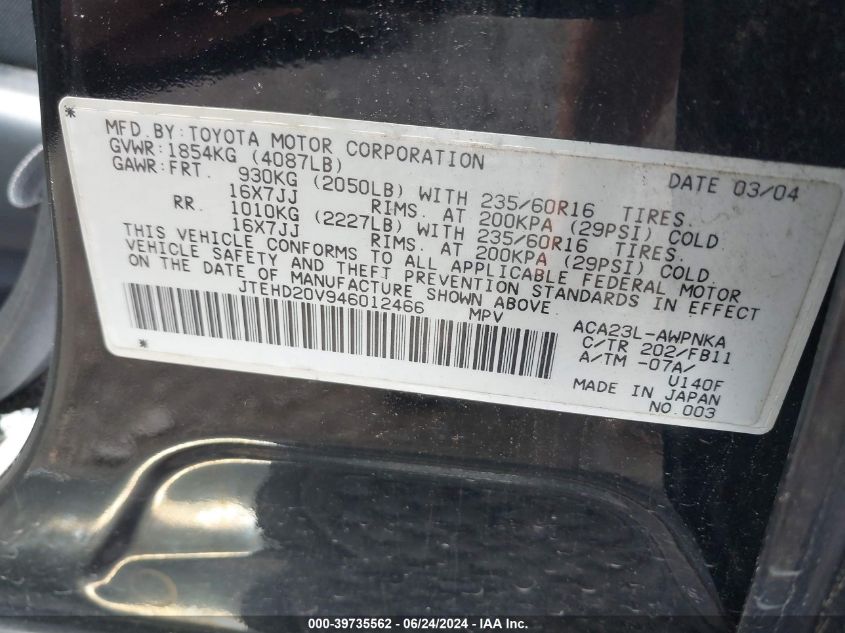 *
MFD.BY:TOYOTA MOTOR CORPORATION DATE 03/04
GVWR:1854KG (4087LB)
GAWR:FRT. 930KG (2050LB) WITH 235/60R16 TIRES.
16X7JJ RIMS. AT 200KPA (29PSI) COLD
RR. 1010KG (2227LB) WITH 235/60R16 TIRES.
16X7JJ RIMS. AT 200KPA (29PSI) COLD
THIS VEHICLE CONFORMS TO ALL APPLICABLE FEDERAL MOTOR
VEHICLE SAFETY AND THEFT PREVENTION STANDARDS IN EFFECT
ON THE DATE OF MANUFACTURE SHOWN ABOVE.
JTEHD20V946012466 MPV
ACA23L-AWPNKA
C/TR 202/FB11
A/TM -07A/
U140F
MADE IN JAPAN
NO.003
*
000-39735562 / 06/24/2024 - IAA Inc.